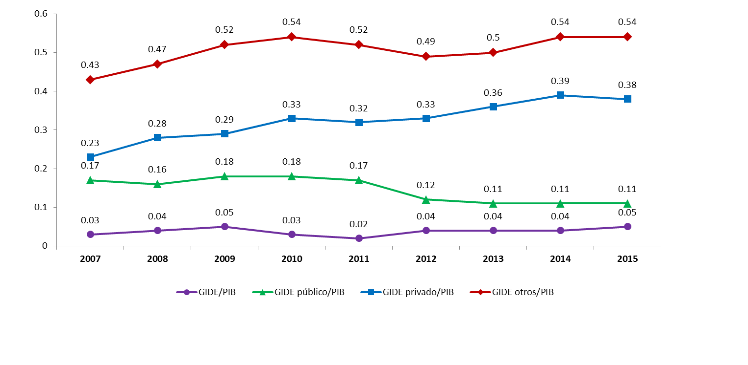 0.6
0.5
0.4
0.3
0.2
0.1
0
0.43 0.47 0.52 0.54 0.52 0.49 0.5 0.54 0.54
0.23 0.28 0.29 0.33 0.32 0.33 0.36 0.39 0.38
0.17 0.16 0.18 0.18 0.17 0.12 0.11 0.11 0.11
0.03 0.04 0.05 0.03 0.02 0.04 0.04 0.04 0.05
2007 2008 2009 2010 2011 2012 2013 2014 2015
GIDE/PIB GIDE público/PIB GIDE privado/PIB GIDE otros/PIB